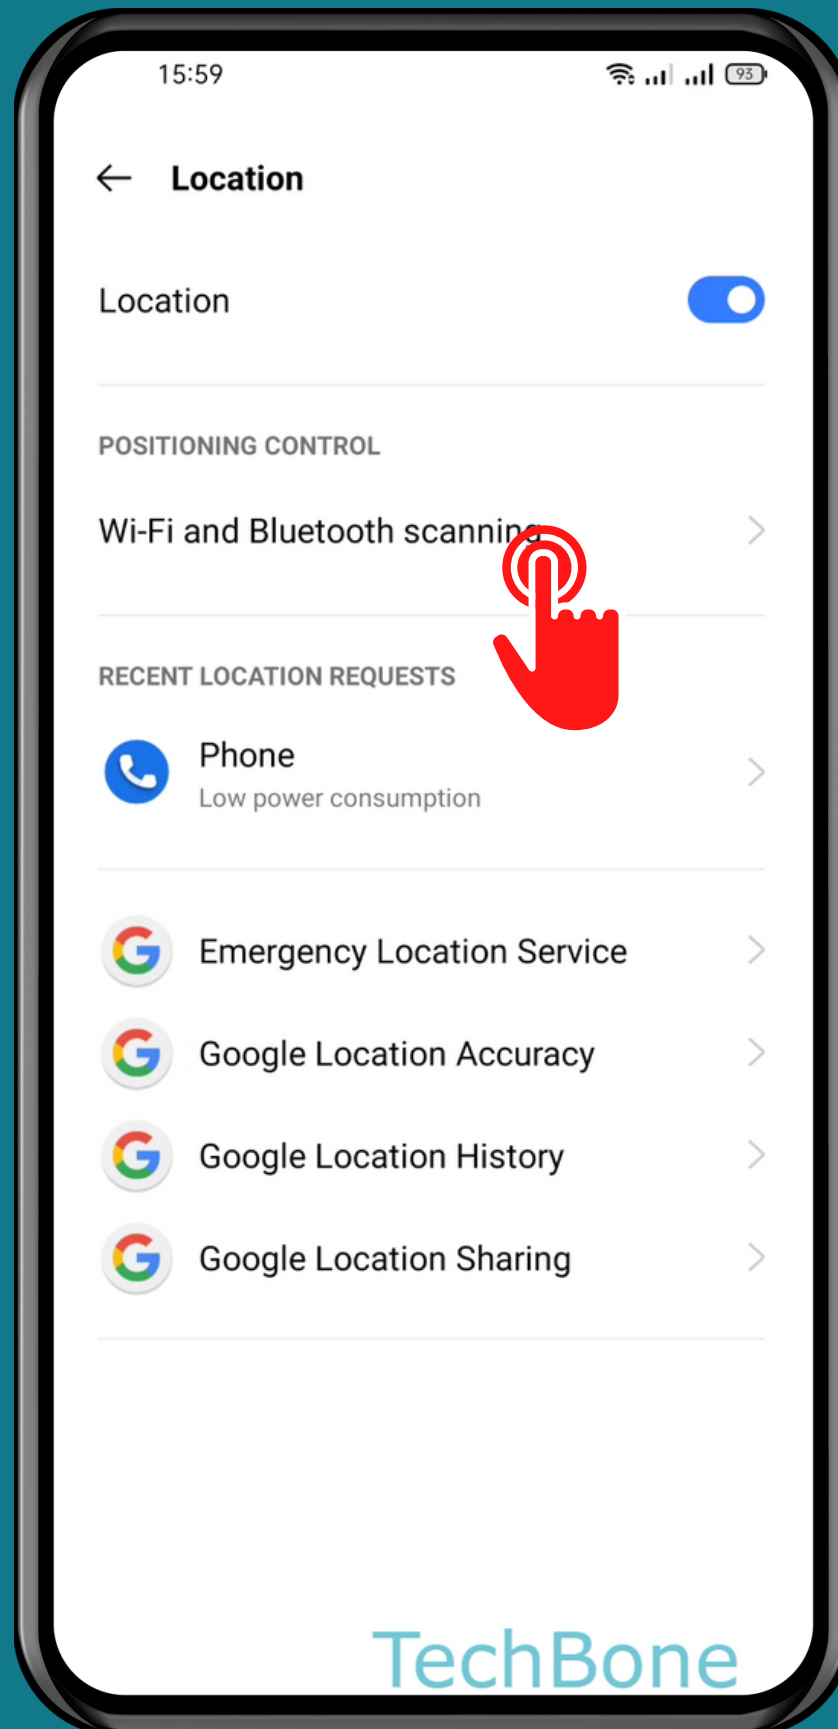 15:59
93
Location
Location
POSITIONING CONTROL
Wi-Fi and Bluetooth scanning
RECENT LOCATION REQUESTS
Phone
Low power consumption
Emergency Location Service
Google Location Accuracy
Google Location History
Google Location Sharing
TechBone